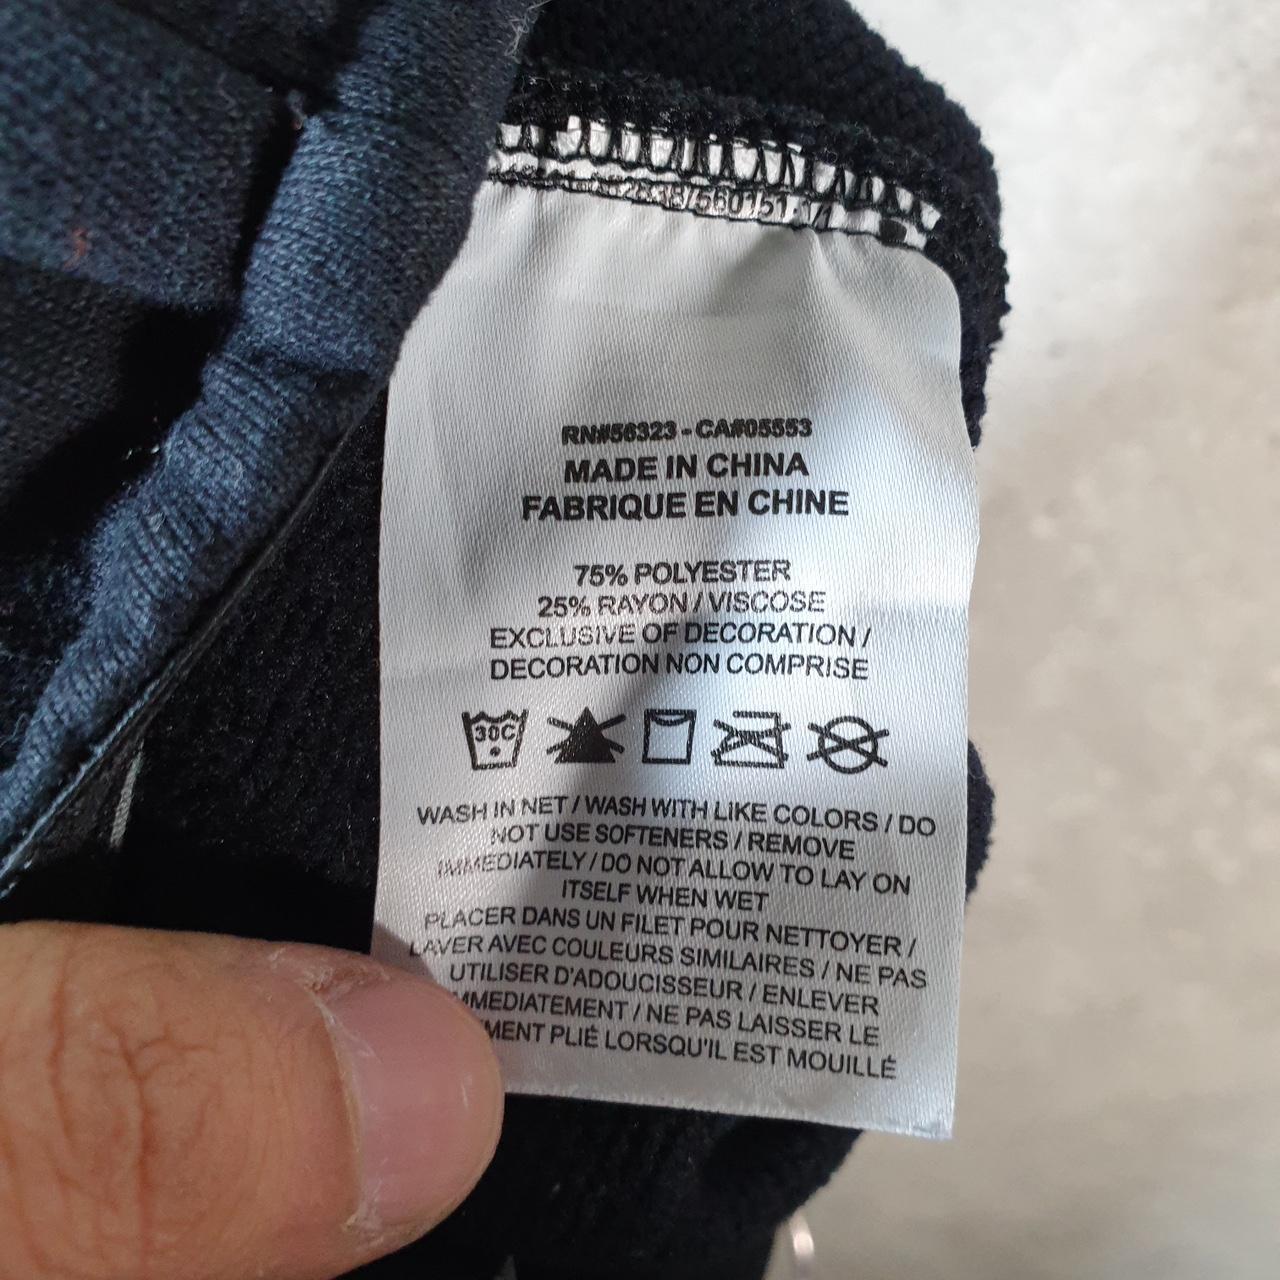 RN#56323 - CA#05553
MADE IN CHINA
FABRIQUE EN CHINE
75% POLYESTER
25% RAYON / VISCOSE
EXCLUSIVE OF DECORATION /
DECORATION NON COMPRISE
30C
WASH IN NET / WASH WITH LIKE COLORS / DO
NOT USE SOFTENERS / REMOVE
IMMEDIATELY / DO NOT ALLOW TO LAY ON
ITSELF WHEN WET
PLACER DANS UN FILET POUR NETTOYER /
LAVER AVEC COULEURS SIMILAIRES / NE PAS
UTILISER D'ADOUCISSEUR / ENLEVER
IMMEDIATEMENT / NE PAS LAISSER LE
PLIÉ LORSQU'IL EST MOUILLÉ